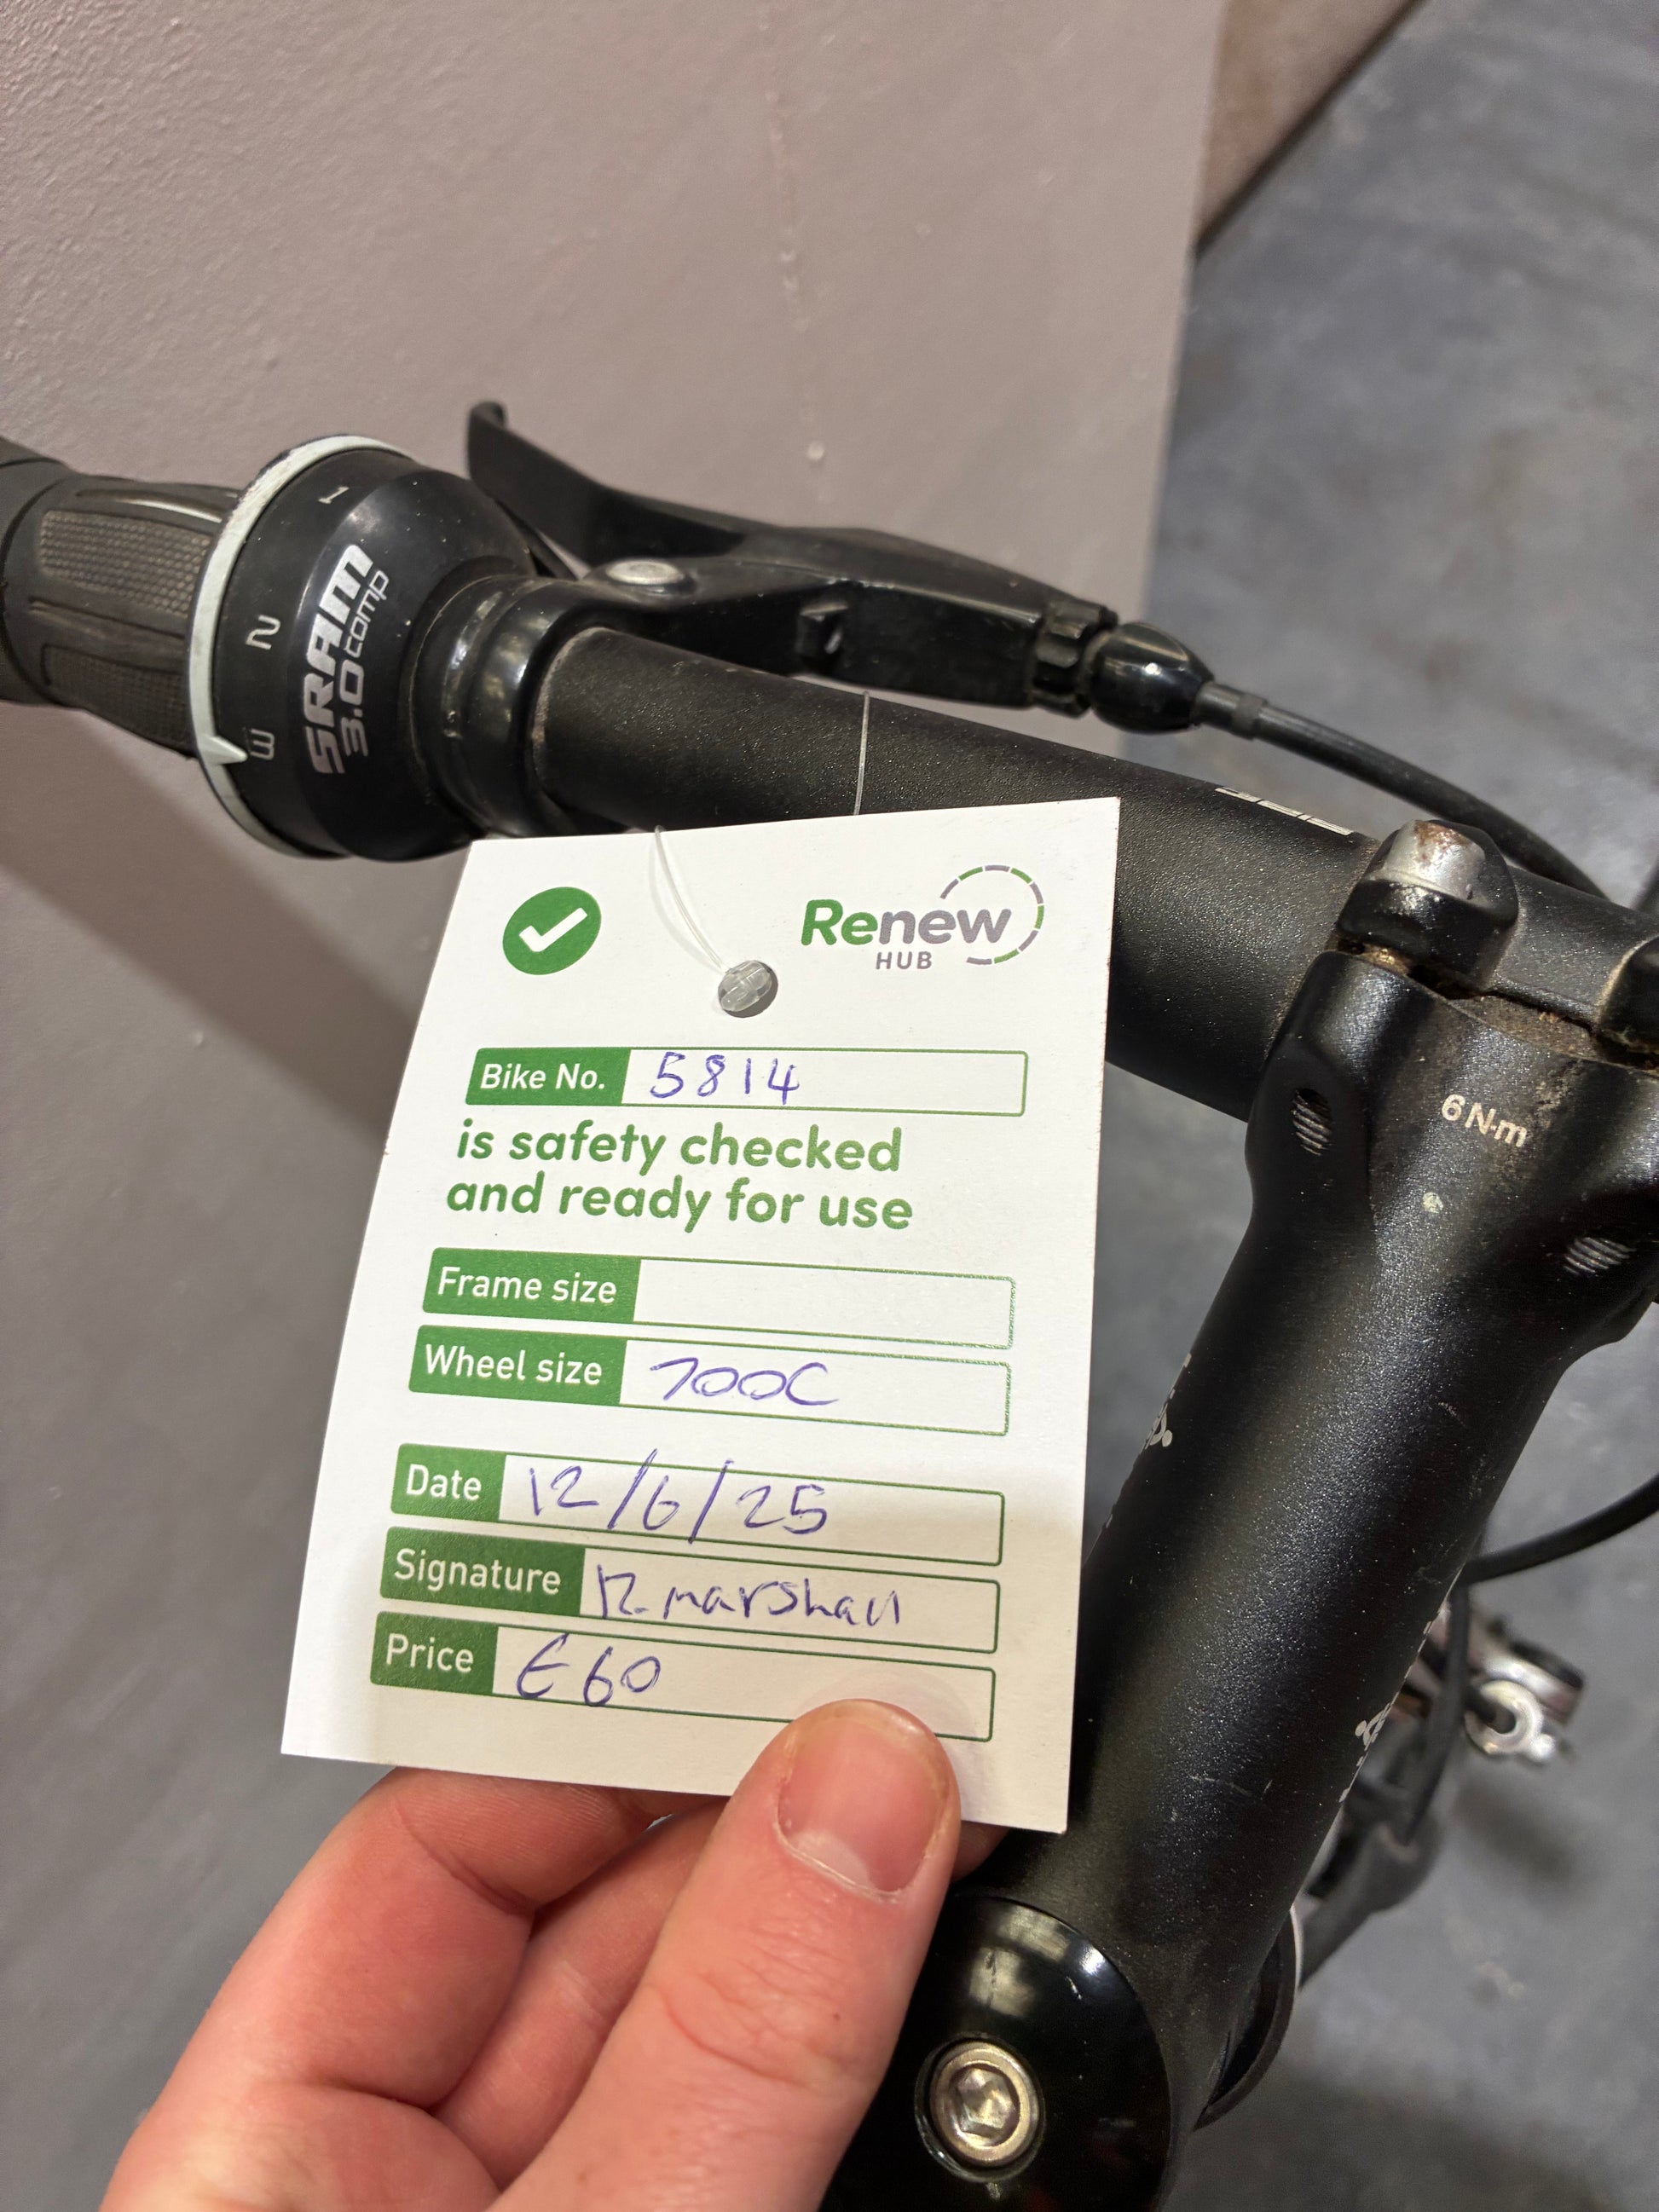 1
2
3
SRAM
3.0 comp
Renew
HUB
Bike No. 5814
is safety checked
and ready for use
Frame size
Wheel size 700C
Date 12/6/25
Signature R. marshall
Price £60
6 N·m